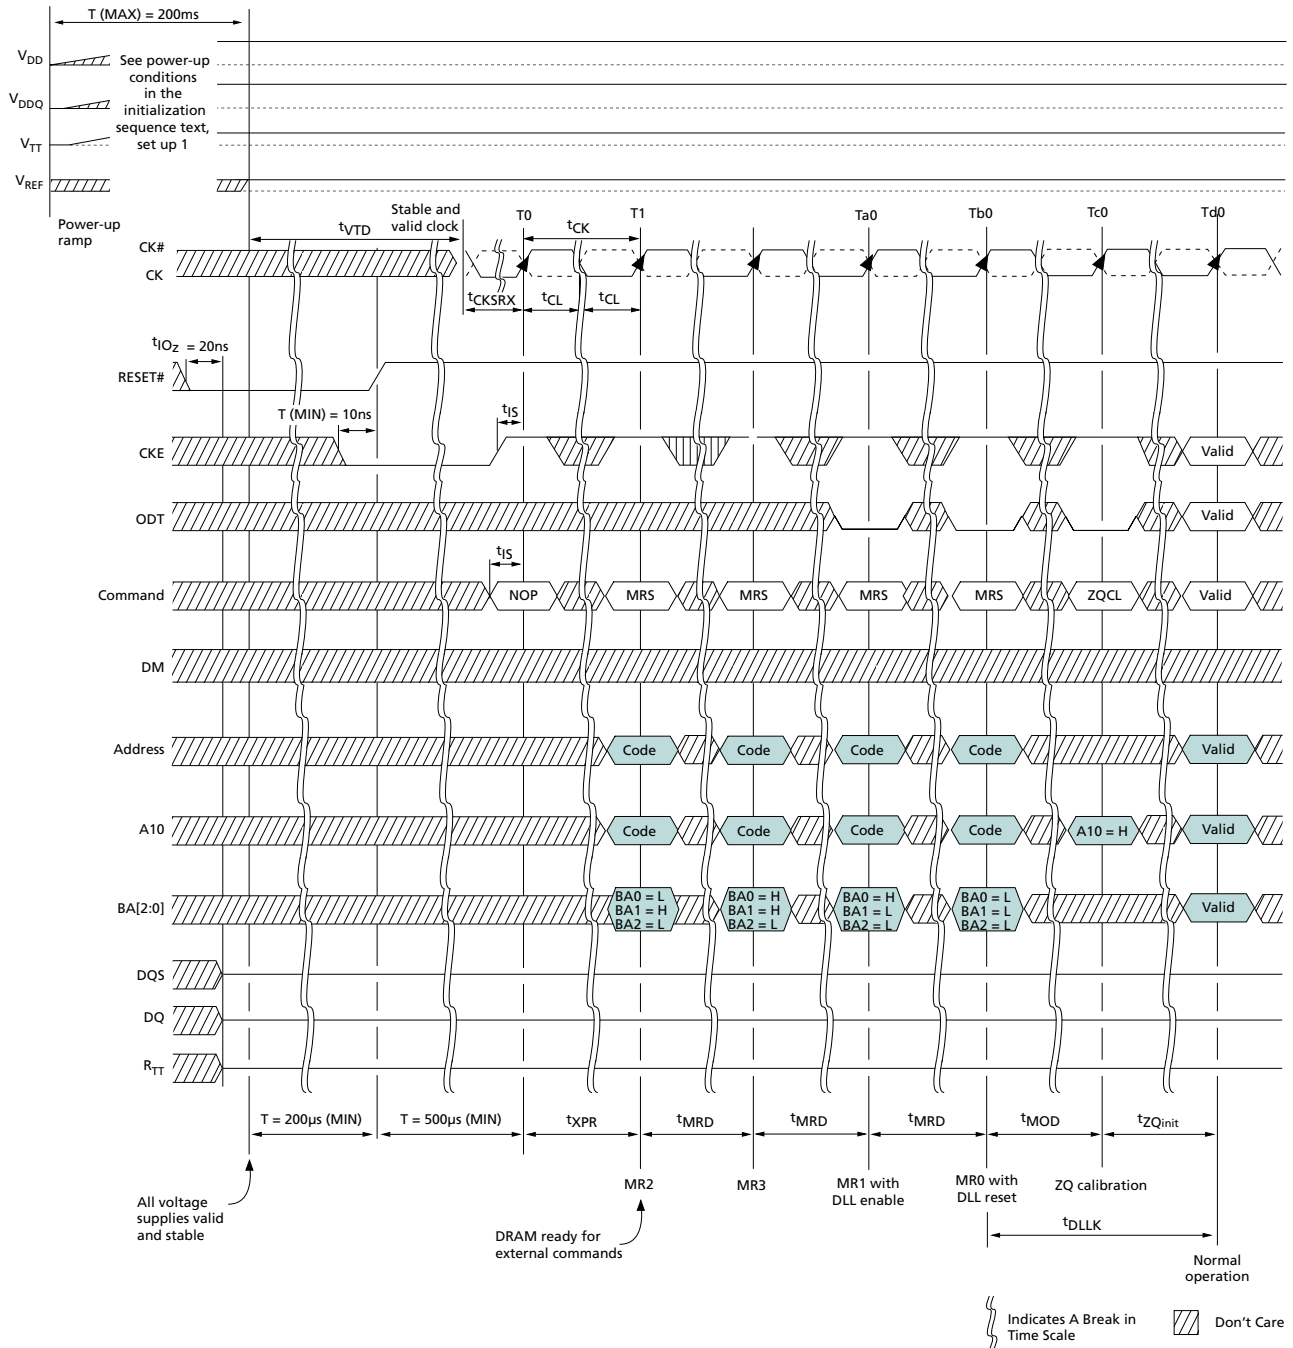 T (MAX) = 200ms
VDD
See power-up
conditions
in the
initialization
sequence text,
set up 1
VDDQ
VTT
VREF
Power-up
ramp
tVTD
Stable and
valid clock
T0
T1
Ta0
Tb0
Tc0
Td0
tCK
CK#
CK
tCKSRX
tCL
tCL
tIOz = 20ns
RESET#
T (MIN) = 10ns
tIS
CKE
Valid
ODT
Valid
tIS
Command
NOP
MRS
MRS
MRS
MRS
ZQCL
Valid
DM
Address
Code
Code
Code
Code
Valid
A10
Code
Code
Code
Code
A10 = H
Valid
BA[2:0]
BA0 = L
BA1 = H
BA2 = L
BA0 = H
BA1 = H
BA2 = L
BA0 = H
BA1 = L
BA2 = L
BA0 = L
BA1 = L
BA2 = L
Valid
DQS
DQ
RTT
T = 200µs (MIN)
T = 500µs (MIN)
tXPR
tMRD
tMRD
tMRD
tMOD
tZQinit
MR2
MR3
MR1 with
DLL enable
MR0 with
DLL reset
ZQ calibration
All voltage
supplies valid
and stable
DRAM ready for
external commands
tDLLK
Normal
operation
Indicates A Break in
Time Scale
Don't Care